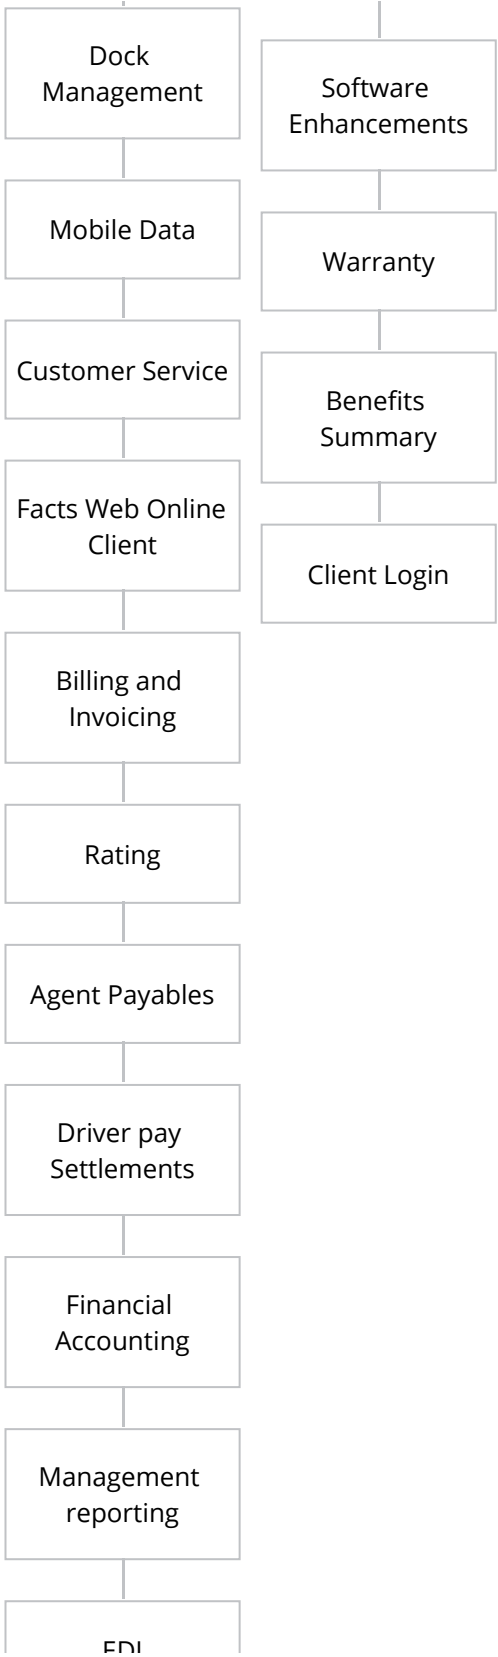 Dock
Management
Mobile Data
Customer Service
Facts Web Online
Client
Billing and
Invoicing
Rating
Agent Payables
Driver pay
Settlements
Financial
Accounting
Management
reporting
EDI
Software
Enhancements
Warranty
Benefits
Summary
Client Login